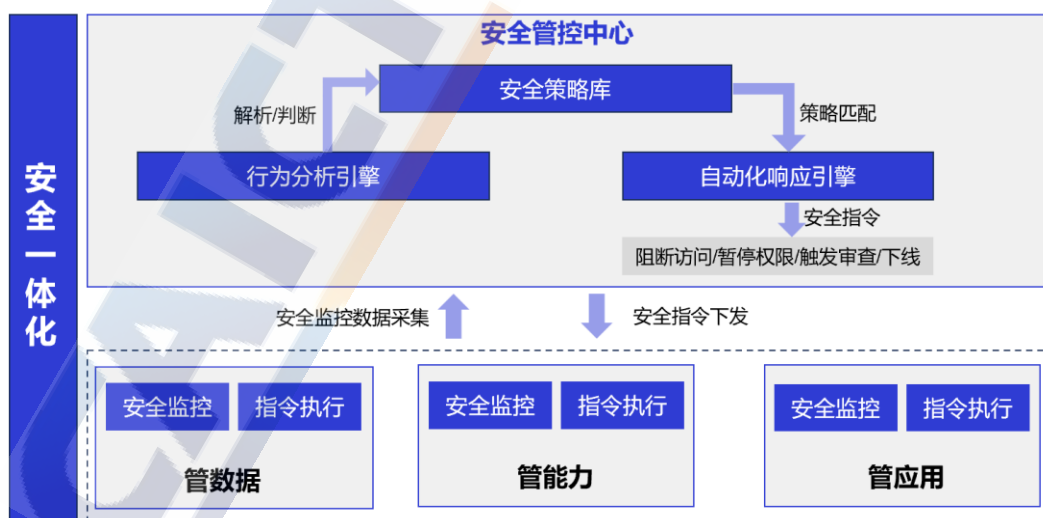 安全一体化
安全管控中心
安全策略库
解析/判断
策略匹配
行为分析引擎
自动化响应引擎
安全指令
阻断访问/暂停权限/触发审查/下线
安全监控数据采集
安全指令下发
安全监控
指令执行
管数据
安全监控
指令执行
管能力
安全监控
指令执行
管应用
CAICT